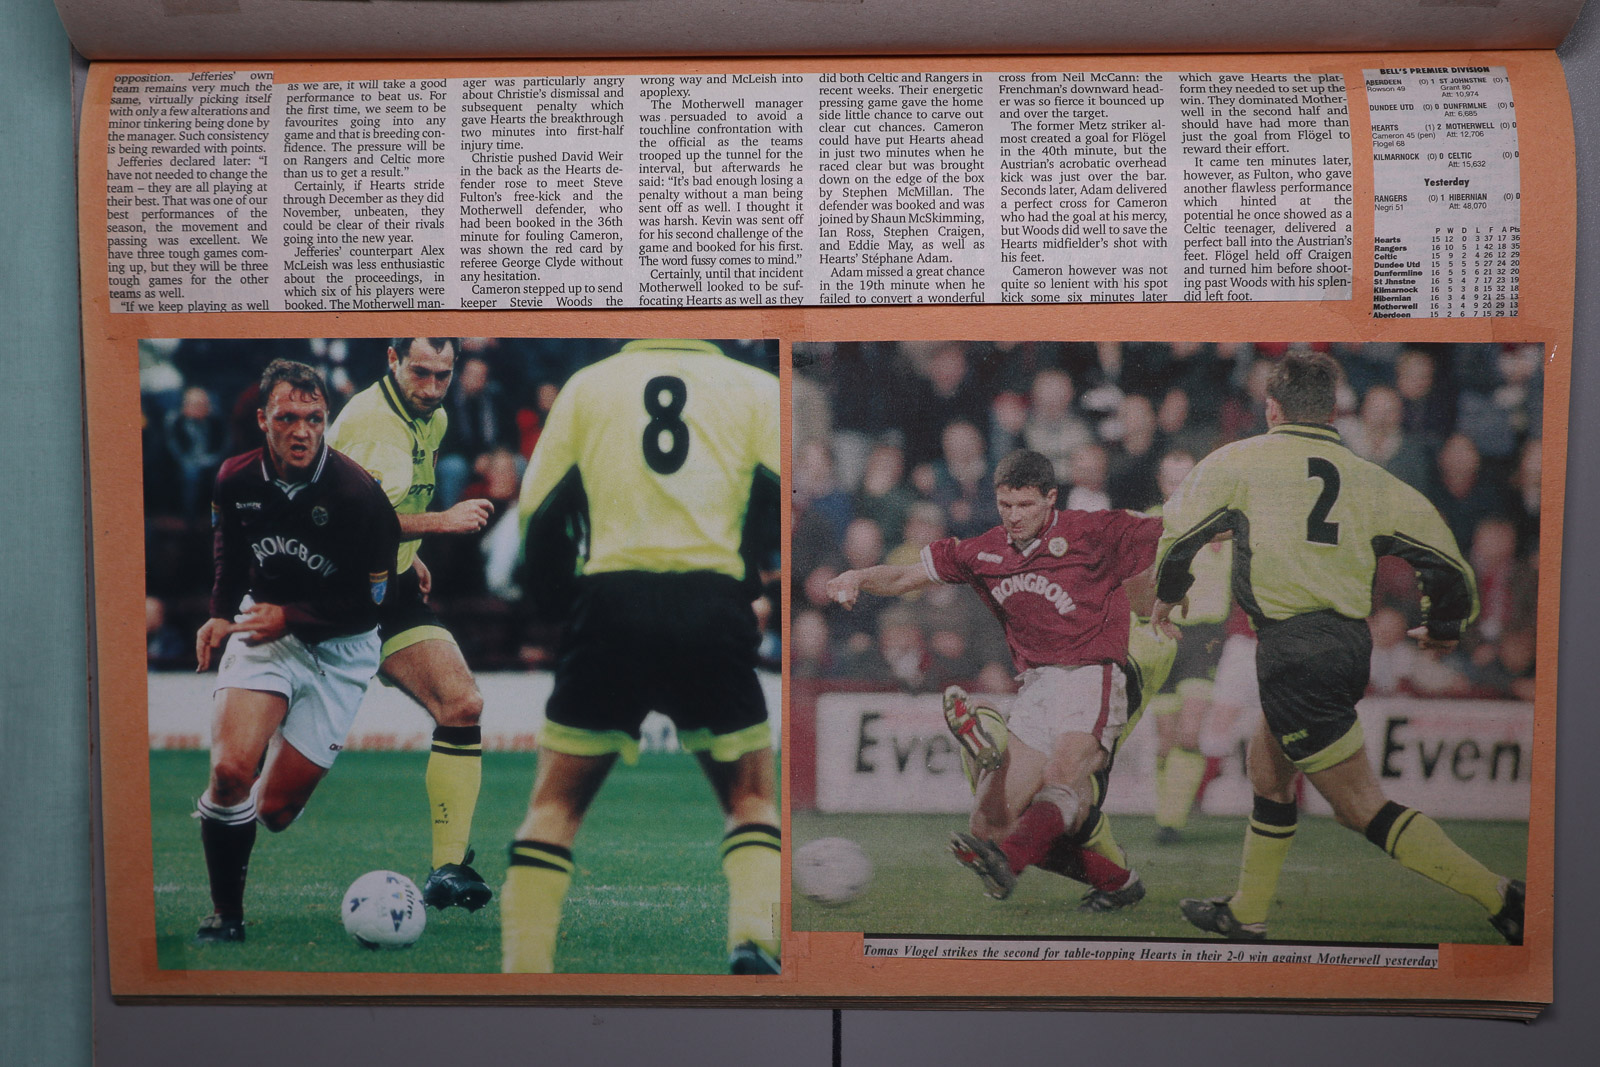 opposition. Jefferies' own
team remains very much the
same, virtually picking itself
with only a few alterations and
minor tinkering being done by
the manager. Such consistency
is being rewarded with points.
Jefferies declared later: “I
have not needed to change the
team – they are all playing at
their best. That was one of our
best performances of the
season, the movement and
passing was excellent. We
have three tough games com-
ing up, but they will be three
tough games for the other
teams as well.
“If we keep playing as well
as we are, it will take a good
performance to beat us. For
the first time, we seem to be
favourites going into any
game and that is breeding con-
fidence. The pressure will be
on Rangers and Celtic more
than us to get a result.”
Certainly, if Hearts stride
through December as they did
November, unbeaten, they
could be clear of their rivals
going into the new year.
Jefferies' counterpart Alex
McLeish was less enthusiastic
about the proceedings, in
which six of his players were
booked. The Motherwell man-
ager was particularly angry
about Christie's dismissal and
subsequent penalty which
gave Hearts the breakthrough
two minutes into first-half
injury time.
Christie pushed David Weir
in the back as the Hearts de-
fender rose to meet Steve
Fulton's free-kick and the
Motherwell defender, who
had been booked in the 36th
minute for fouling Cameron,
was shown the red card by
referee George Clyde without
any hesitation.
Cameron stepped up to send
keeper Stevie Woods the
wrong way and McLeish into
apoplexy.
The Motherwell manager
was persuaded to avoid a
touchline confrontation with
the official as the teams
trooped up the tunnel for the
interval, but afterwards he
said: “It's bad enough losing a
penalty without a man being
sent off as well. I thought it
was harsh. Kevin was sent off
for his second challenge of the
game and booked for his first.
The word fussy comes to mind.”
Certainly, until that incident
Motherwell looked to be suf-
focating Hearts as well as they
did both Celtic and Rangers in
recent weeks. Their energetic
pressing game gave the home
side little chance to carve out
clear cut chances. Cameron
could have put Hearts ahead
in just two minutes when he
raced clear but was brought
down on the edge of the box
by Stephen McMillan. The
defender was booked and was
joined by Shaun McSkimming,
Ian Ross, Stephen Craigen,
and Eddie May, as well as
Hearts' Stéphane Adam.
Adam missed a great chance
in the 19th minute when he
failed to convert a wonderful
cross from Neil McCann: the
Frenchman's downward head-
er was so fierce it bounced up
and over the target.
The former Metz striker al-
most created a goal for Flögel
in the 40th minute, but the
Austrian's acrobatic overhead
kick was just over the bar.
Seconds later, Adam delivered
a perfect cross for Cameron
who had the goal at his mercy,
but Woods did well to save the
Hearts midfielder's shot with
his feet.
Cameron however was not
quite so lenient with his spot
kick some six minutes later
which gave Hearts the plat-
form they needed to set up the
win. They dominated Mother-
well in the second half and
should have had more than
just the goal from Flögel to
reward their effort.
It came ten minutes later,
however, as Fulton, who gave
another flawless performance
which hinted at the
potential he once showed as a
Celtic teenager, delivered a
perfect ball into the Austrian's
feet. Flögel held off Craigen
and turned him before shoot-
ing past Woods with his splen-
did left foot.
BELL'S PREMIER DIVISION
ABERDEEN (0) 1 ST JOHNSTNE (0) 1
Rowson 49 Grant 80
Att: 10,974
DUNDEE UTD (0) 0 DUNFRMLNE (0) 0
Att: 6,685
HEARTS (1) 2 MOTHERWELL (0) 0
Cameron 45 (pen) Att: 12,706
Flogel 68
KILMARNOCK (0) 0 CELTIC (0) 0
Att: 15,632
Yesterday
RANGERS (0) 1 HIBERNIAN (0) 0
Negri 51 Att: 48,070
P W D L F A Pts
Hearts 15 12 0 3 37 17 36
Rangers 16 10 5 1 42 18 35
Celtic 15 9 2 4 26 12 29
Dundee Utd 15 5 5 5 27 24 20
Dunfermline 16 5 5 6 21 32 20
St Jhnstne 16 5 4 7 17 23 19
Kilmarnock 16 5 3 8 15 32 18
Hibernian 16 3 4 9 21 25 13
Motherwell 16 3 4 9 20 29 13
Aberdeen 15 2 6 7 15 29 12
8
RONGBOW
2
RONGBOW
Eve
Even
Tomas Vlogel strikes the second for table-topping Hearts in their 2-0 win against Motherwell yesterday